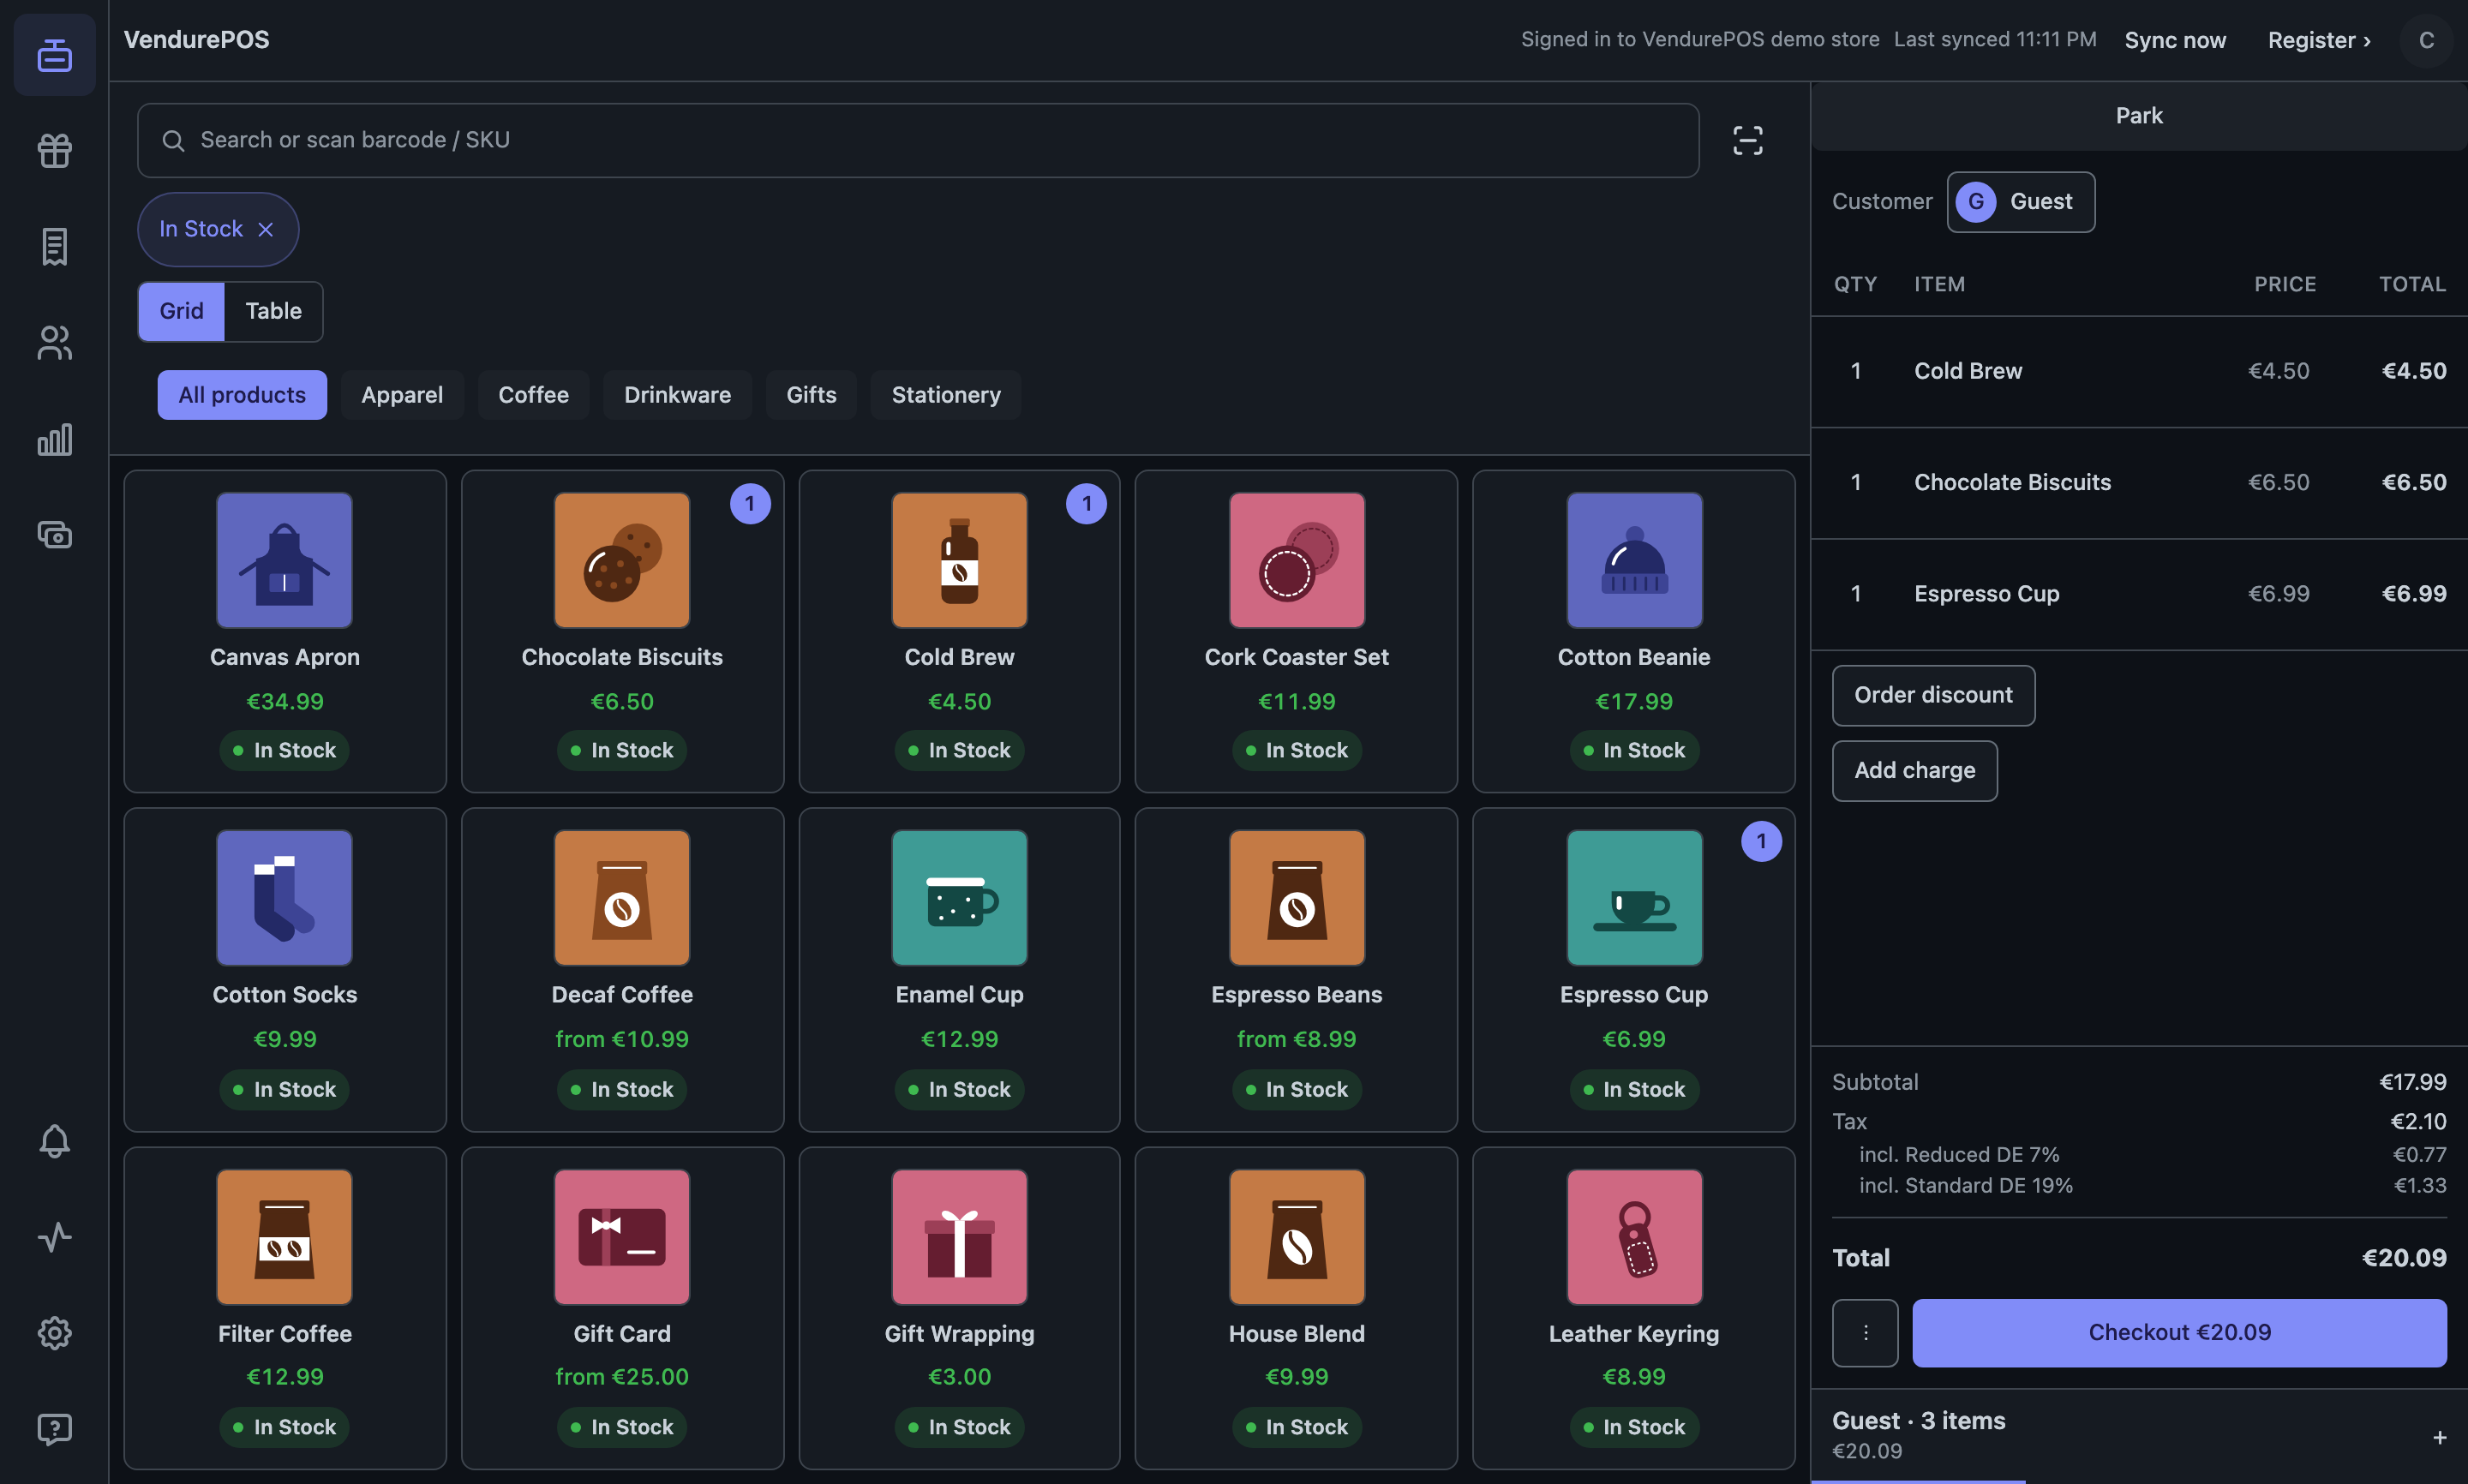 VendurePOS
Signed in to VendurePOS demo store Last synced 11:11 PM Sync now Register › C
Search or scan barcode / SKU
In Stock ×
Grid Table
All products Apparel Coffee Drinkware Gifts Stationery
Canvas Apron
€34.99
In Stock
1
Chocolate Biscuits
€6.50
In Stock
1
Cold Brew
€4.50
In Stock
Cork Coaster Set
€11.99
In Stock
Cotton Beanie
€17.99
In Stock
Cotton Socks
€9.99
In Stock
Decaf Coffee
from €10.99
In Stock
Enamel Cup
€12.99
In Stock
Espresso Beans
from €8.99
In Stock
1
Espresso Cup
€6.99
In Stock
Filter Coffee
€12.99
In Stock
Gift Card
from €25.00
In Stock
Gift Wrapping
€3.00
In Stock
House Blend
€9.99
In Stock
Leather Keyring
€8.99
In Stock
Park
Customer G Guest
QTY ITEM PRICE TOTAL
1 Cold Brew €4.50 €4.50
1 Chocolate Biscuits €6.50 €6.50
1 Espresso Cup €6.99 €6.99
Order discount
Add charge
Subtotal €17.99
Tax €2.10
incl. Reduced DE 7% €0.77
incl. Standard DE 19% €1.33
Total €20.09
Checkout €20.09
Guest · 3 items
€20.09
+